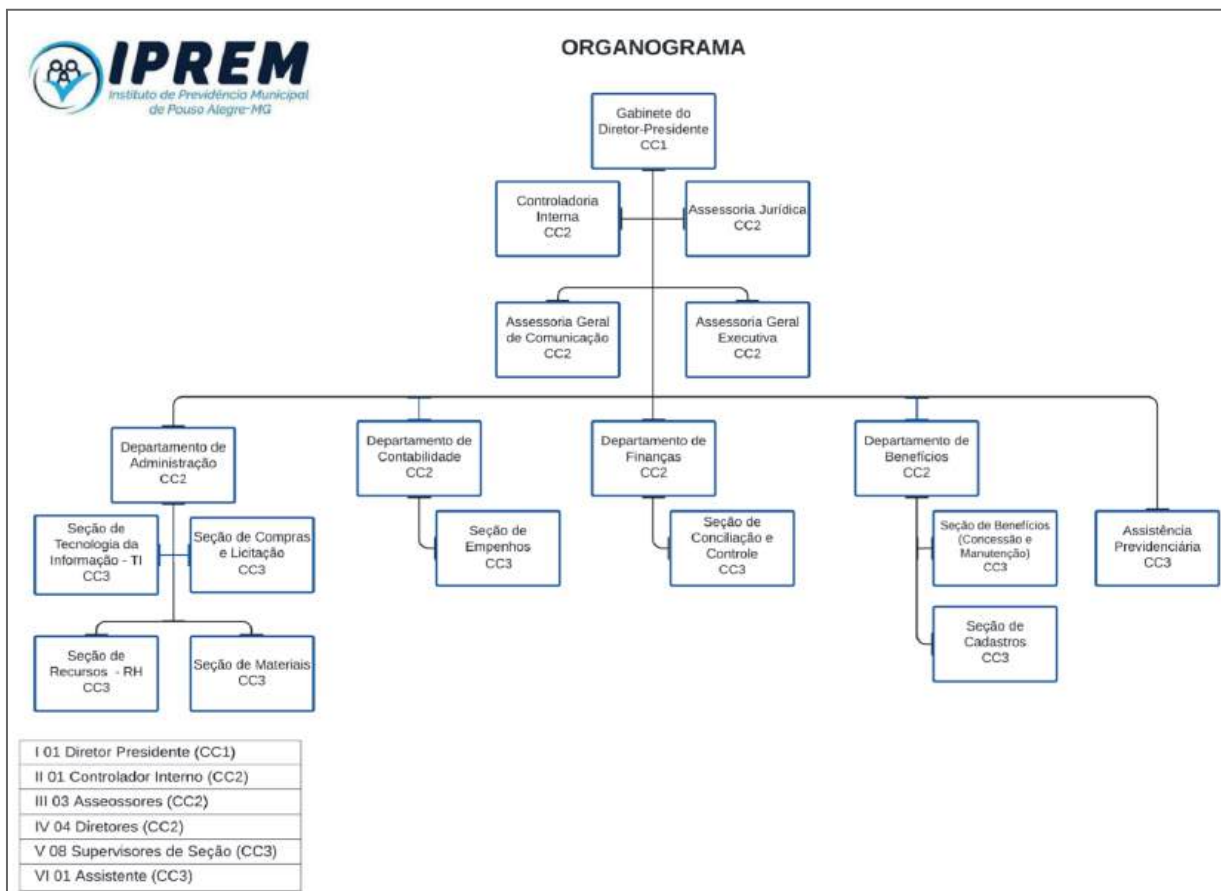 IPREM
Instituto de Previdência Municipal
de Pouso Alegre-MG
ORGANOGRAMA
Gabinete do
Diretor-Presidente
CC1
Controladoria
Interna
CC2
Assessoria Jurídica
CC2
Assessoria Geral
de Comunicação
CC2
Assessoria Geral
Executiva
CC2
Departamento de
Administração
CC2
Departamento de
Contabilidade
CC2
Departamento de
Finanças
CC2
Departamento de
Benefícios
CC2
Seção de
Tecnologia da
Informação - TI
CC3
Seção de Compras
e Licitação
CC3
Seção de
Empenhos
CC3
Seção de
Conciliação e
Controle
CC3
Seção de Benefícios
(Concessão e
Manutenção)
CC3
Assistência
Previdenciária
CC3
Seção de
Recursos - RH
CC3
Seção de Materiais
CC3
Seção de
Cadastros
CC3
I 01 Diretor Presidente (CC1)
II 01 Controlador Interno (CC2)
III 03 Asseossores (CC2)
IV 04 Diretores (CC2)
V 08 Supervisores de Seção (CC3)
VI 01 Assistente (CC3)